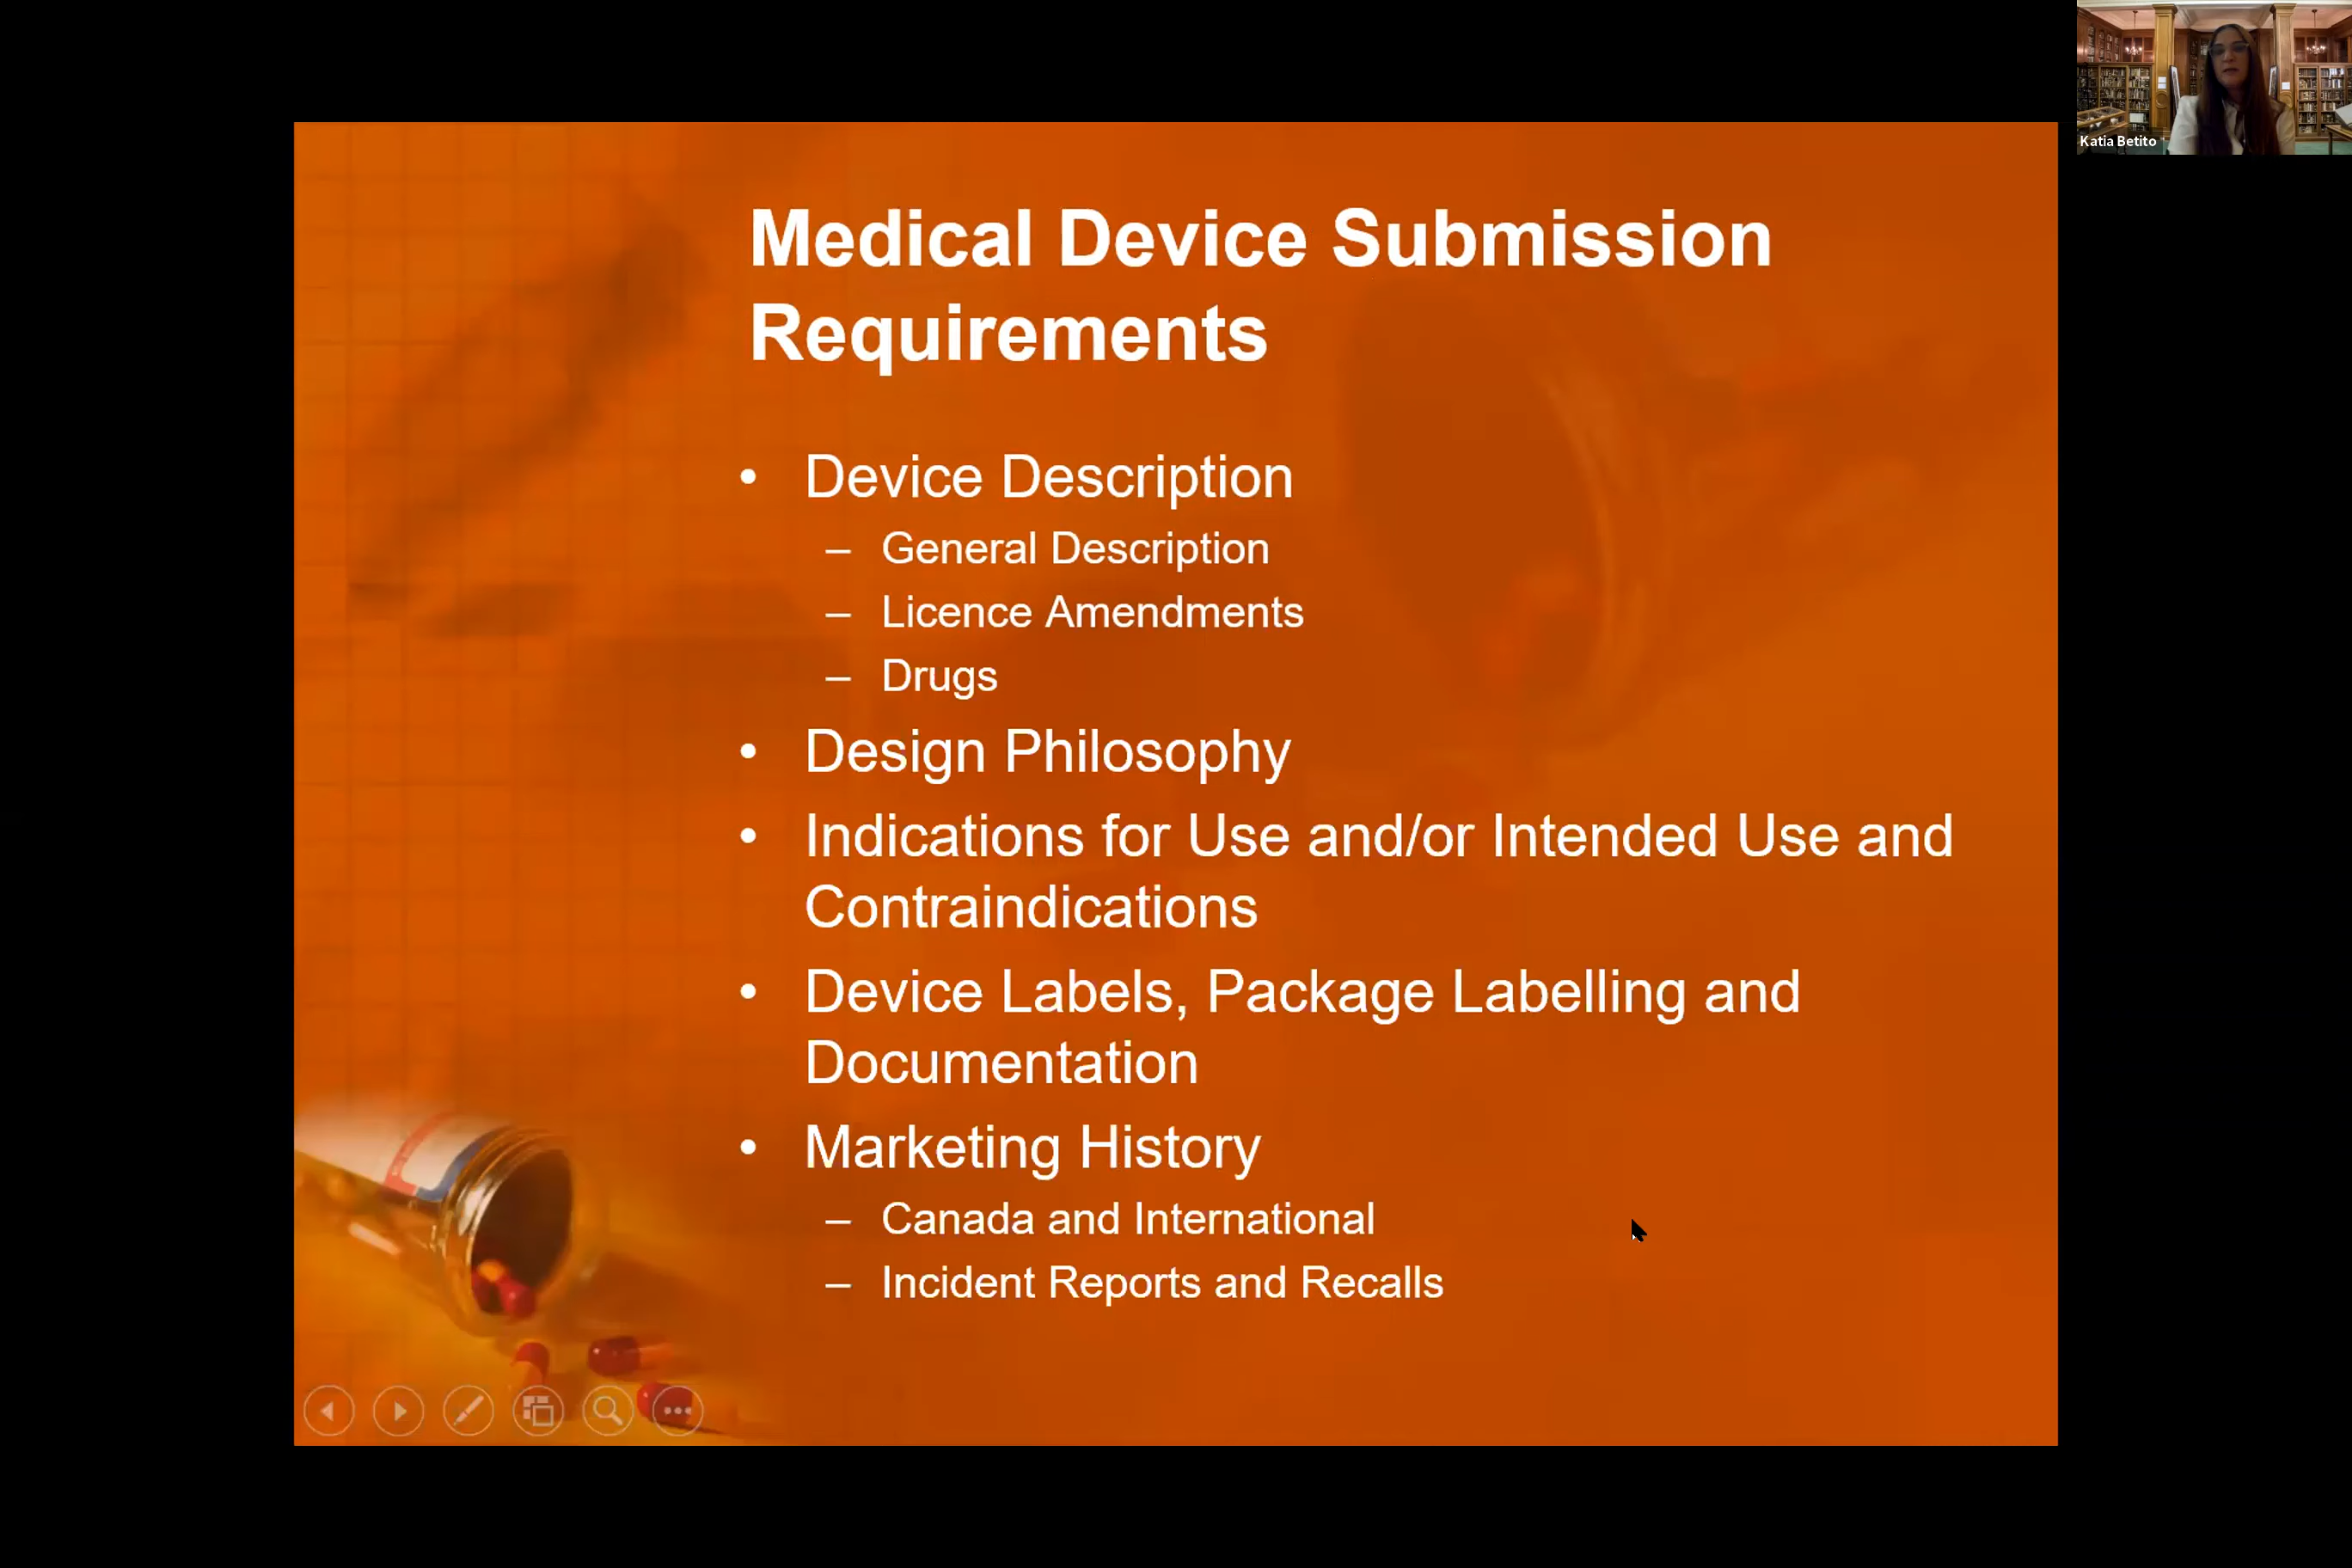 Katia Betito
Medical Device Submission
Requirements
• Device Description
– General Description
– Licence Amendments
– Drugs
• Design Philosophy
• Indications for Use and/or Intended Use and
Contraindications
• Device Labels, Package Labelling and
Documentation
• Marketing History
– Canada and International
– Incident Reports and Recalls